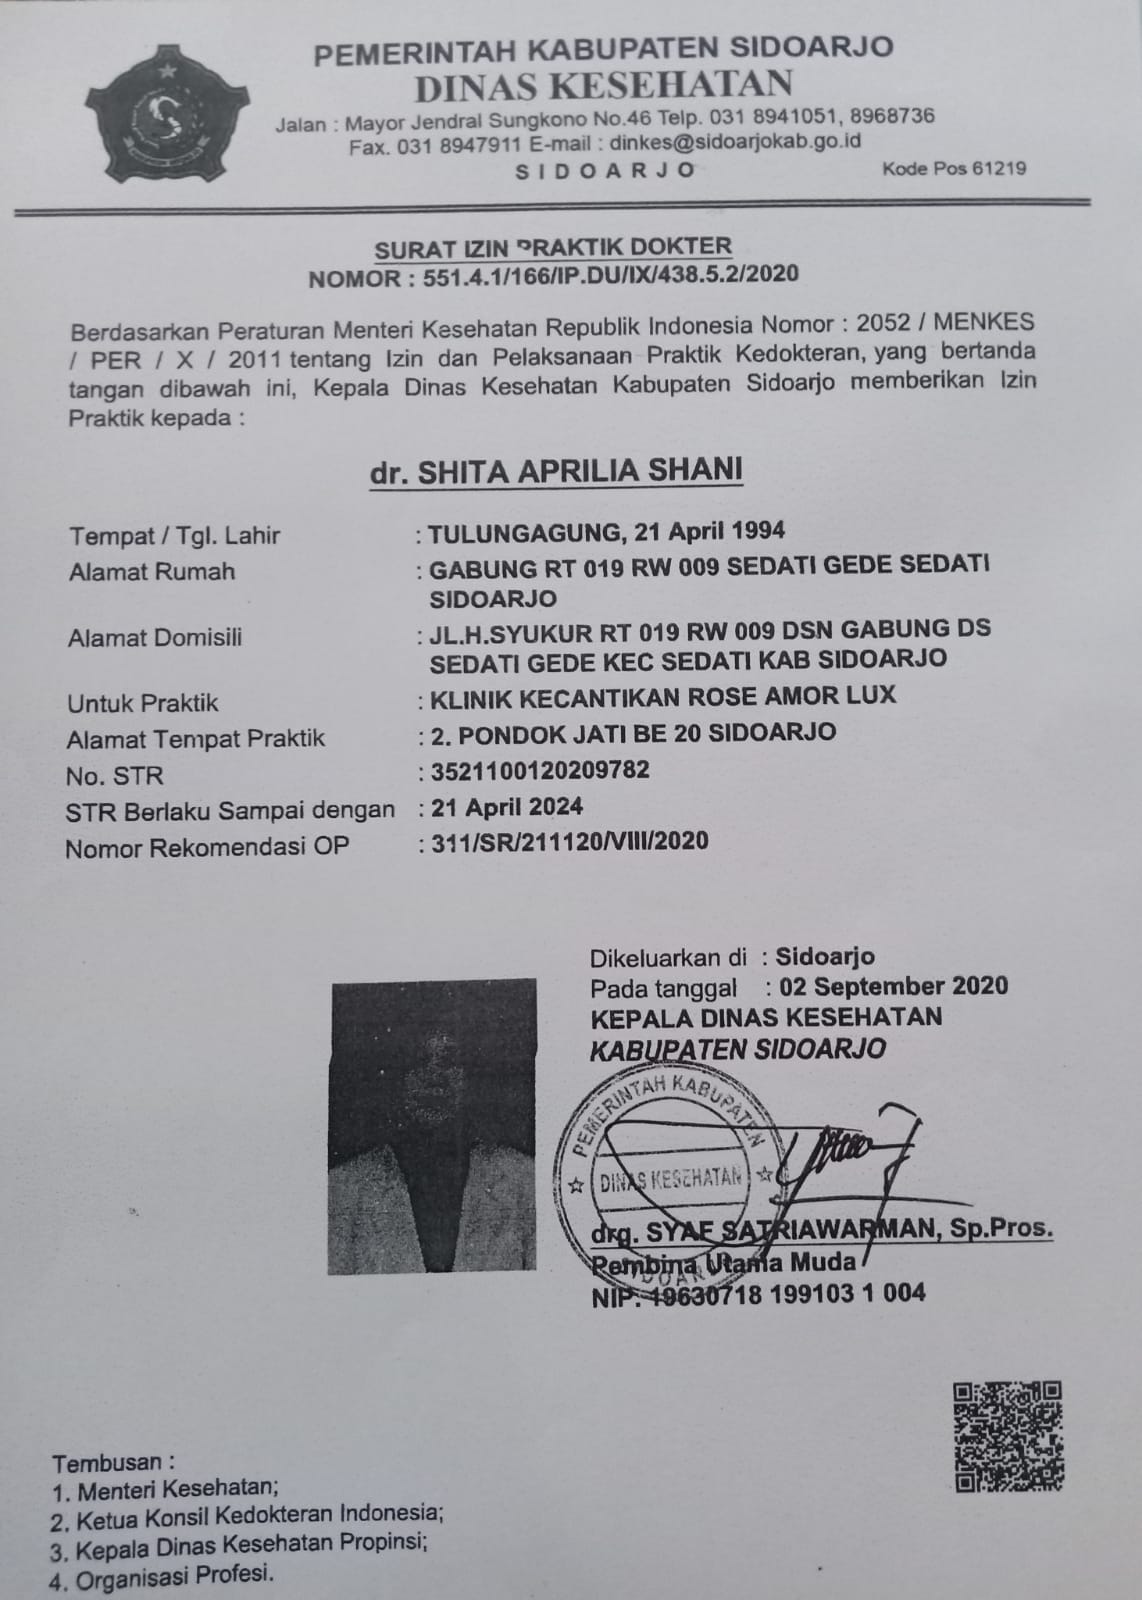 PEMERINTAH KABUPATEN SIDOARJO
DINAS KESEHATAN
Jalan : Mayor Jendral Sungkono No.46 Telp. 031 8941051, 8968736
Fax. 031 8947911 E-mail : dinkes@sidoarjokab.go.id
SIDOARJO Kode Pos 61219
SURAT IZIN PRAKTIK DOKTER
NOMOR : 551.4.1/166/IP.DU/IX/438.5.2/2020
Berdasarkan Peraturan Menteri Kesehatan Republik Indonesia Nomor : 2052 / MENKES
/ PER / X / 2011 tentang Izin dan Pelaksanaan Praktik Kedokteran, yang bertanda
tangan dibawah ini, Kepala Dinas Kesehatan Kabupaten Sidoarjo memberikan Izin
Praktik kepada :
dr. SHITA APRILIA SHANI
Tempat / Tgl. Lahir : TULUNGAGUNG, 21 April 1994
Alamat Rumah : GABUNG RT 019 RW 009 SEDATI GEDE SEDATI
SIDOARJO
Alamat Domisili : JL.H.SYUKUR RT 019 RW 009 DSN GABUNG DS
SEDATI GEDE KEC SEDATI KAB SIDOARJO
Untuk Praktik : KLINIK KECANTIKAN ROSE AMOR LUX
Alamat Tempat Praktik : 2. PONDOK JATI BE 20 SIDOARJO
No. STR : 3521100120209782
STR Berlaku Sampai dengan : 21 April 2024
Nomor Rekomendasi OP : 311/SR/211120/VIII/2020
Dikeluarkan di : Sidoarjo
Pada tanggal : 02 September 2020
KEPALA DINAS KESEHATAN
KABUPATEN SIDOARJO
PEMERINTAH KABUPATEN
DINAS KESEHATAN
SIDOARJO
drg. SYAF SATRIAWARMAN, Sp.Pros.
Pembina Utama Muda
NIP. 19630718 199103 1 004
Tembusan :
1. Menteri Kesehatan;
2. Ketua Konsil Kedokteran Indonesia;
3. Kepala Dinas Kesehatan Propinsi;
4. Organisasi Profesi.